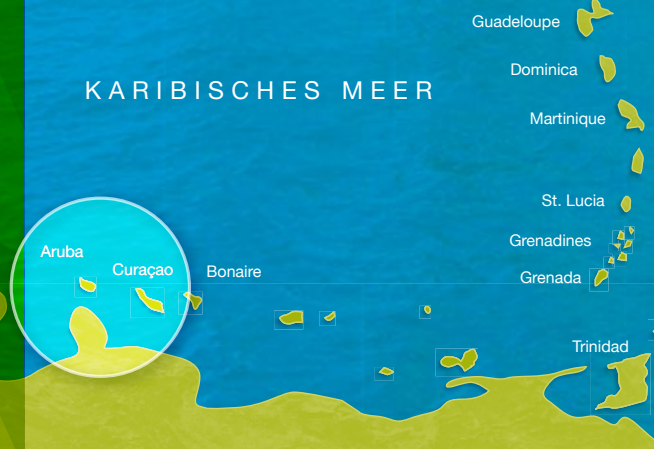 Guadeloupe
Dominica
KARIBISCHES MEER
Martinique
St. Lucia
Grenadines
Aruba
Curaçao
Bonaire
Grenada
Trinidad